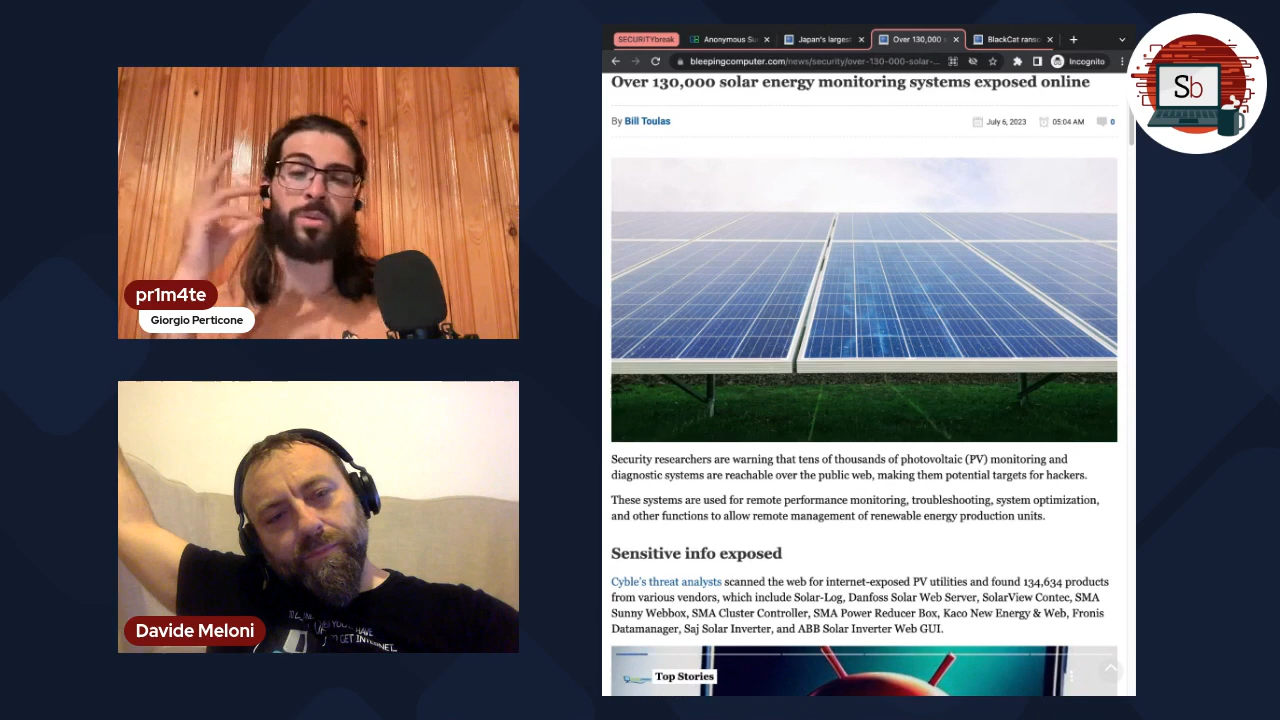 pr1m4te
Giorgio Perticone
Davide Meloni
GET INTERNET.
SECURITYbreak
Anonymous Su
Japan's largest
Over 130,000
BlackCat ranso
bleepingcomputer.com/news/security/over-130-000-solar-...
Incognito
Sb
Over 130,000 solar energy monitoring systems exposed online
By Bill Toulas
July 6, 2023
05:04 AM
0
Security researchers are warning that tens of thousands of photovoltaic (PV) monitoring and
diagnostic systems are reachable over the public web, making them potential targets for hackers.
These systems are used for remote performance monitoring, troubleshooting, system optimization,
and other functions to allow remote management of renewable energy production units.
Sensitive info exposed
Cyble's threat analysts scanned the web for internet-exposed PV utilities and found 134,634 products
from various vendors, which include Solar-Log, Danfoss Solar Web Server, SolarView Contec, SMA
Sunny Webbox, SMA Cluster Controller, SMA Power Reducer Box, Kaco New Energy & Web, Fronis
Datamanager, Saj Solar Inverter, and ABB Solar Inverter Web GUI.
Top Stories